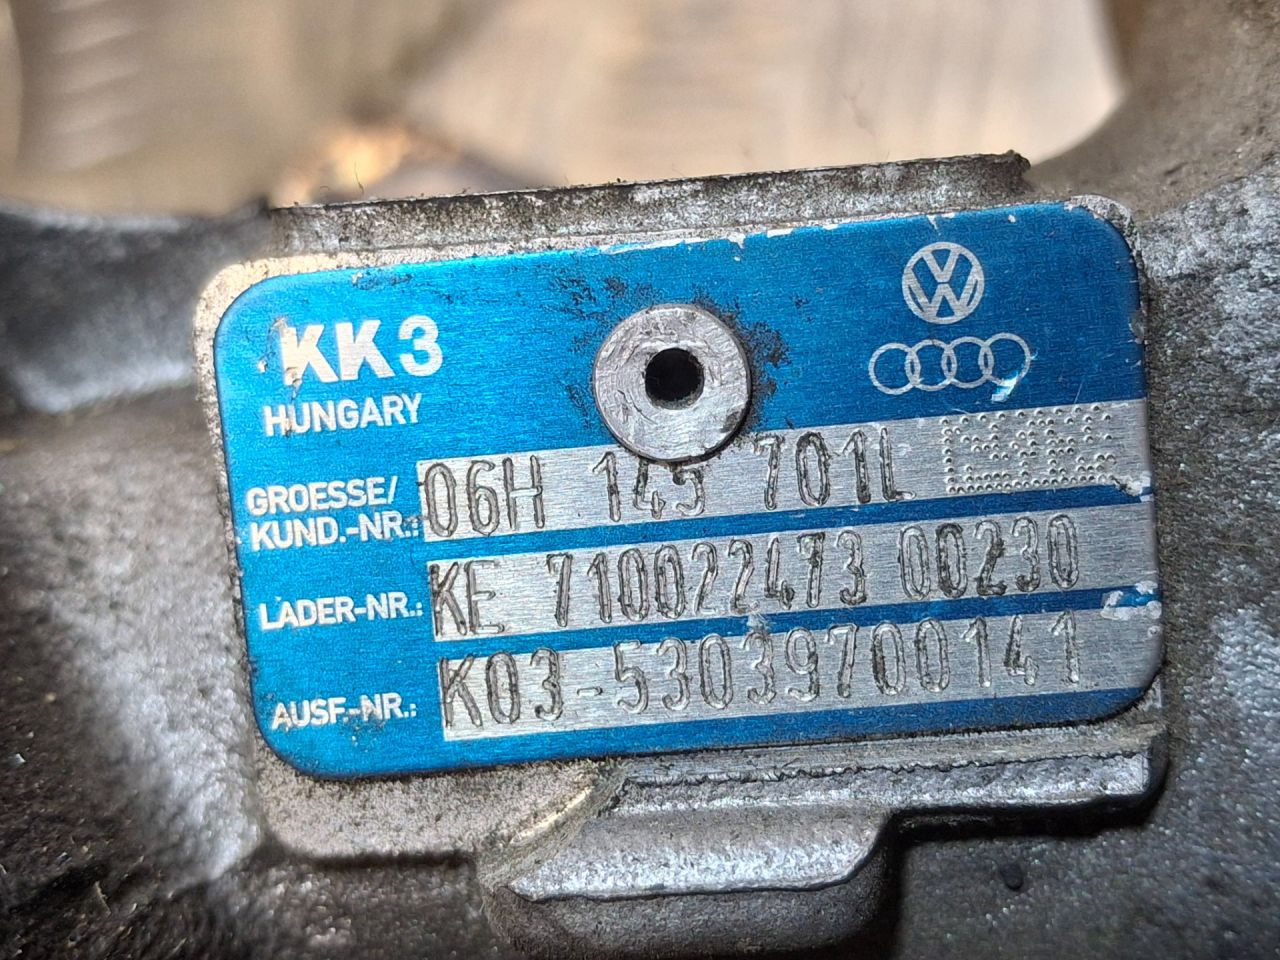 KK3
HUNGARY
GROESSE/
KUND.-NR.: 06H 145 701L
LADER-NR.: KE 710022473 00230
AUSF.-NR.: K03-53039700141